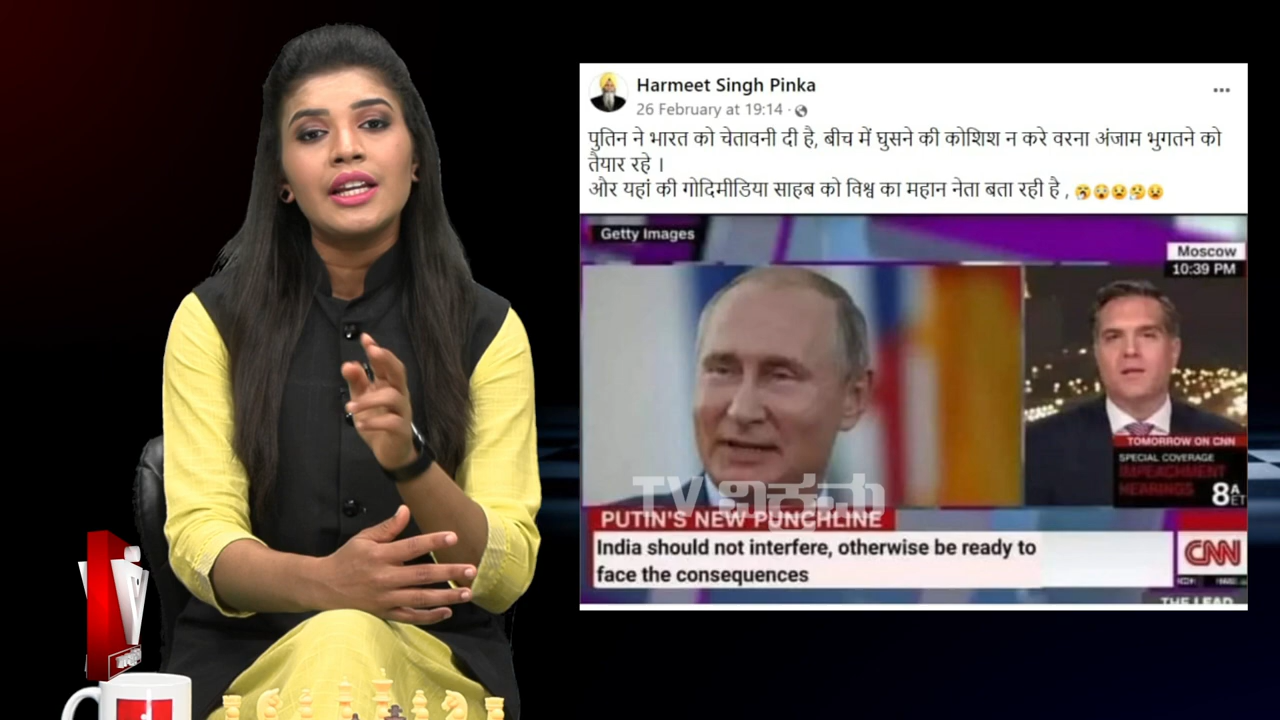 Harmeet Singh Pinka
26 February at 19:14 ·
पुतिन ने भारत को चेतावनी दी है, बीच में घुसने की कोशिश न करे वरना अंजाम भुगतने को
तैयार रहे ।
और यहां की गोदिमीडिया साहब को विश्व का महान नेता बता रही है ,
Getty Images
Moscow
10:39 PM
TOMORROW ON CNN
SPECIAL COVERAGE
IMPEACHMENT
HEARINGS
8A
ET
TV ವಿಕ್ರಮ
PUTIN'S NEW PUNCHLINE
India should not interfere, otherwise be ready to
face the consequences
CNN
THE LEAD